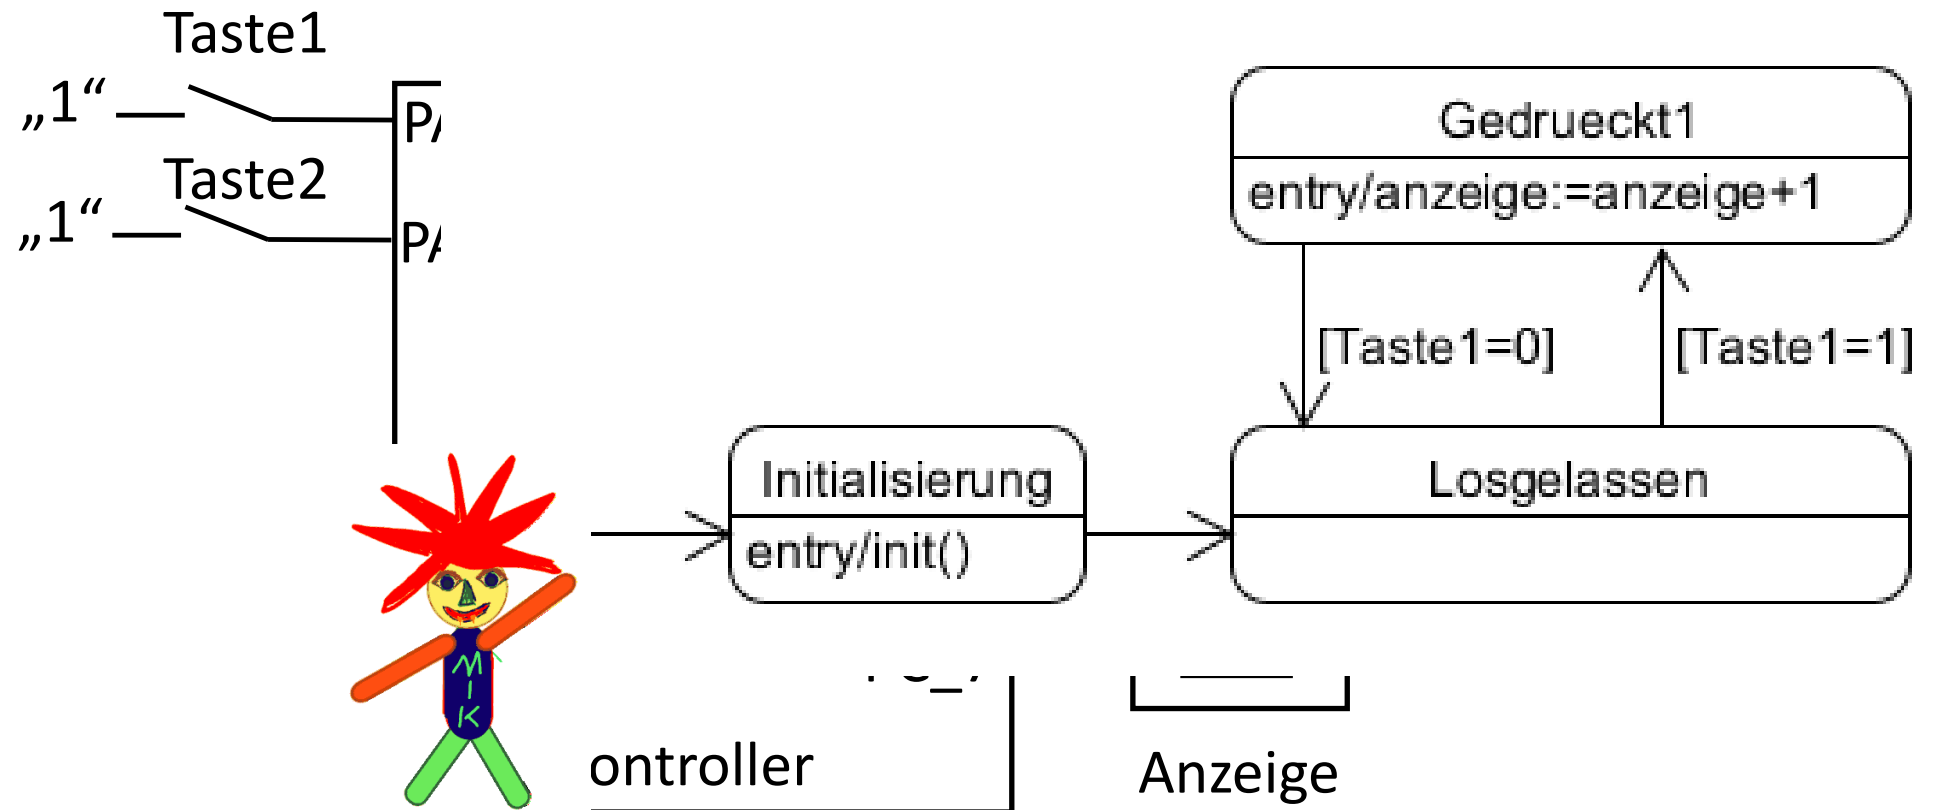 Taste1
„1“
Taste2
„1“
Gedrueckt1
entry/anzeige:=anzeige+1
[Taste1=0]
[Taste1=1]
Initialisierung
entry/init()
Losgelassen
MIK
ontroller
Anzeige